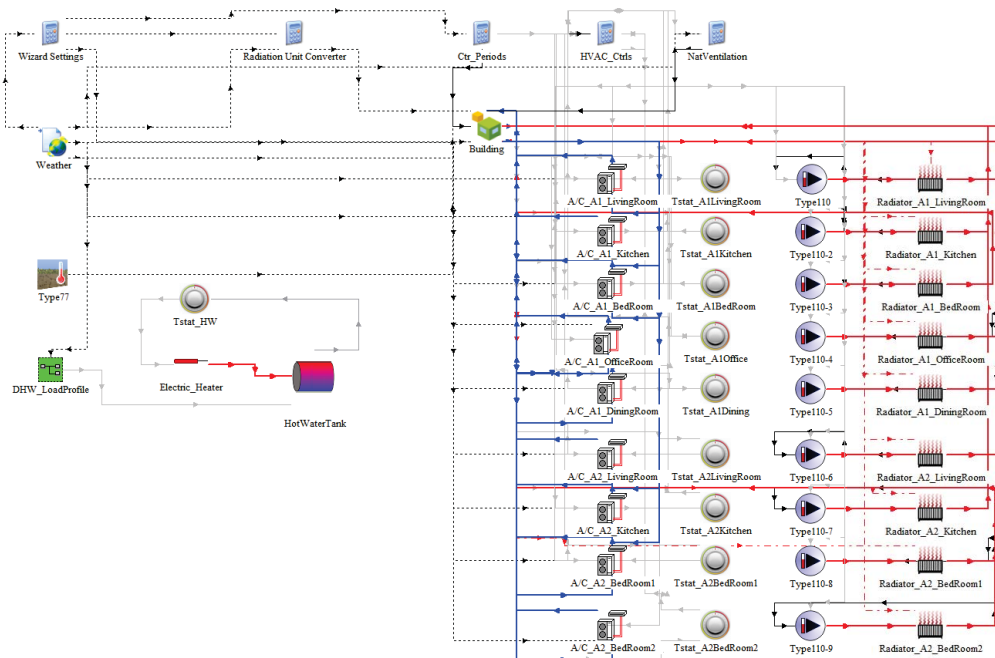 Wizard Settings
Radiation Unit Converter
Ctr_Periods
HVAC_Ctrls
NatVentilation
Weather
Building
A/C_A1_LivingRoom
Tstat_A1LivingRoom
Type110
Radiator_A1_LivingRoom
A/C_A1_Kitchen
Tstat_A1Kitchen
Type110-2
Radiator_A1_Kitchen
Type77
A/C_A1_BedRoom
Tstat_A1BedRoom
Type110-3
Radiator_A1_BedRoom
Tstat_HW
A/C_A1_OfficeRoom
Tstat_A1Office
Type110-4
Radiator_A1_OfficeRoom
DHW_LoadProfile
Electric_Heater
HotWaterTank
A/C_A1_DiningRoom
Tstat_A1Dining
Type110-5
Radiator_A1_DiningRoom
A/C_A2_LivingRoom
Tstat_A2LivingRoom
Type110-6
Radiator_A2_LivingRoom
A/C_A2_Kitchen
Tstat_A2Kitchen
Type110-7
Radiator_A2_Kitchen
A/C_A2_BedRoom1
Tstat_A2BedRoom1
Type110-8
Radiator_A2_BedRoom1
A/C_A2_BedRoom2
Tstat_A2BedRoom2
Type110-9
Radiator_A2_BedRoom2